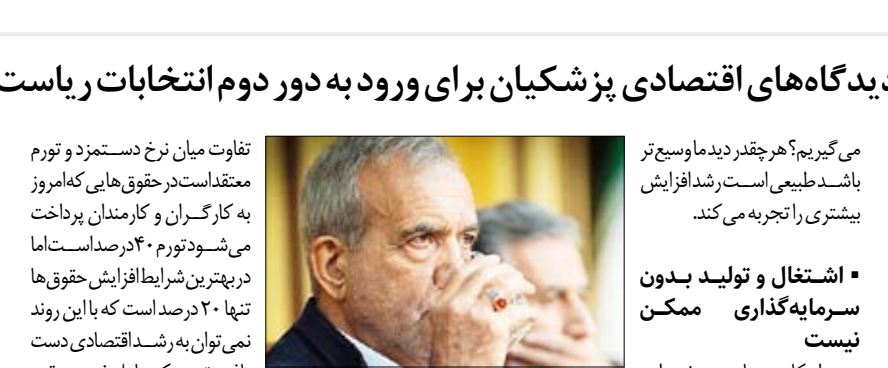 دیدگاه‌های اقتصادی پزشکیان برای ورود به دور دوم انتخابات ریاست
می‌گیریم؟ هر چقدر دید ما وسیع‌تر
باشد طبیعی است رشد افزایش
بیشتری را تجربه می‌کند.
▪ اشتغال و تولید بدون
سرمایه‌گذاری ممکن
نیست
تفاوت میان نرخ دستمزد و تورم
معتقد است در حقوق‌هایی که امروز
به کارگران و کارمندان پرداخت
می‌شود تورم ۴۰ درصد است اما
در بهترین شرایط افزایش حقوق‌ها
تنها ۲۰ درصد است که با این روند
نمی‌توان به رشد اقتصادی دست